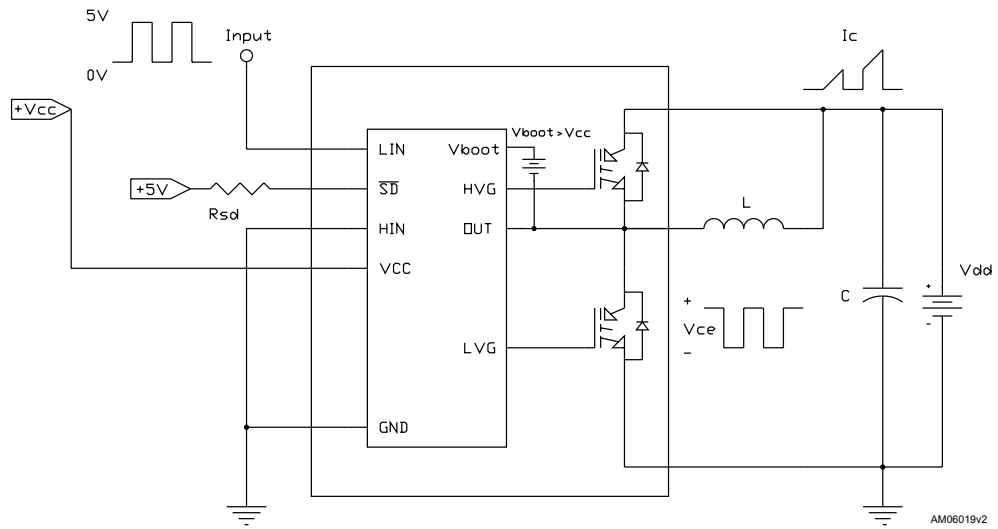 5V
0V
Input
Ic
+Vcc
Vboot>Vcc
LIN
Vboot
+5V
SD
HVG
Rsd
HIN
OUT
L
VCC
Vdd
+
C
+
Vce
-
-
LVG
GND
AM06019v2